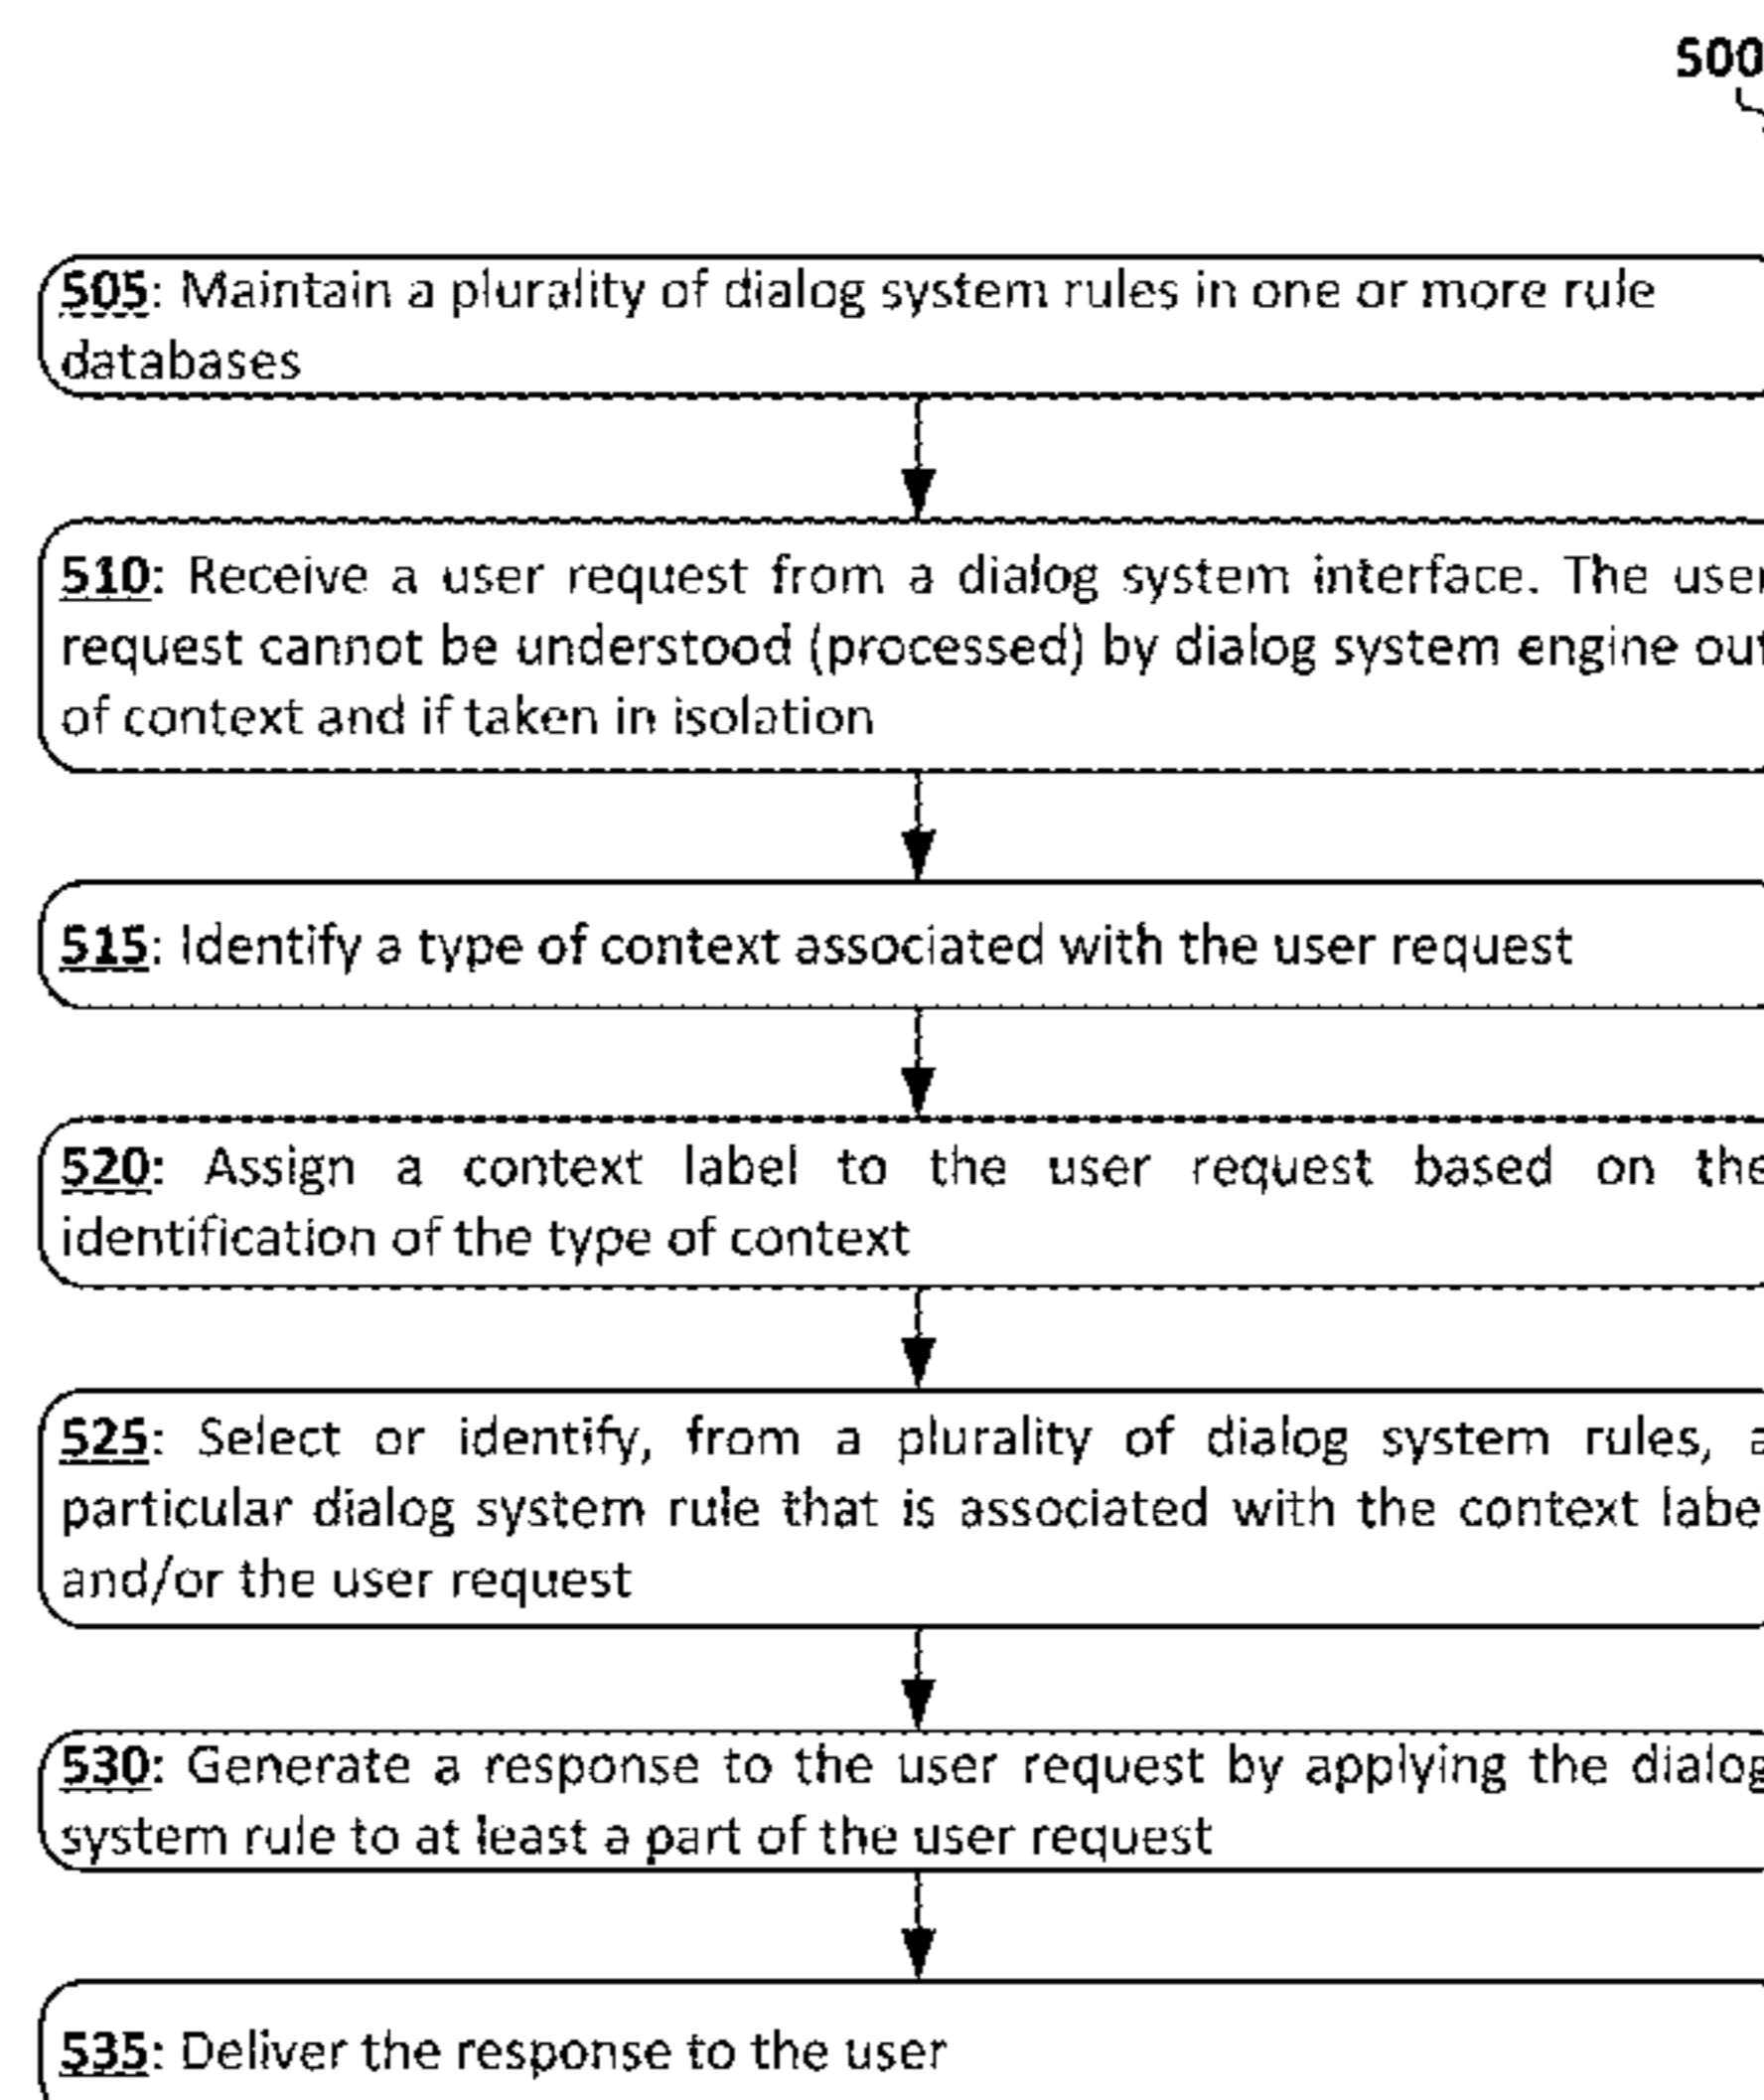 500
505: Maintain a plurality of dialog system rules in one or more rule
databases
510: Receive a user request from a dialog system interface. The user
request cannot be understood (processed) by dialog system engine out
of context and if taken in isolation
515: Identify a type of context associated with the user request
520: Assign a context label to the user request based on the
identification of the type of context
525: Select or identify, from a plurality of dialog system rules, a
particular dialog system rule that is associated with the context label
and/or the user request
530: Generate a response to the user request by applying the dialog
system rule to at least a part of the user request
535: Deliver the response to the user